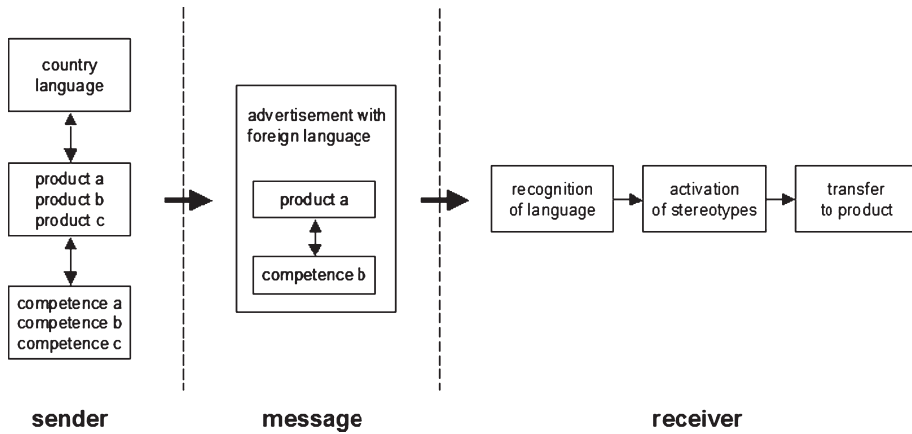 country
language
product a
product b
product c
competence a
competence b
competence c
sender
advertisement with
foreign language
product a
competence b
message
recognition
of language
activation
of stereotypes
transfer
to product
receiver